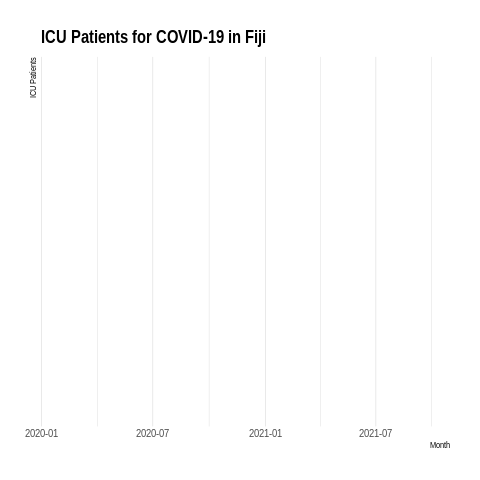 ICU Patients for COVID-19 in Fiji
ICU Patients
2020-01
2020-07
2021-01
2021-07
Month